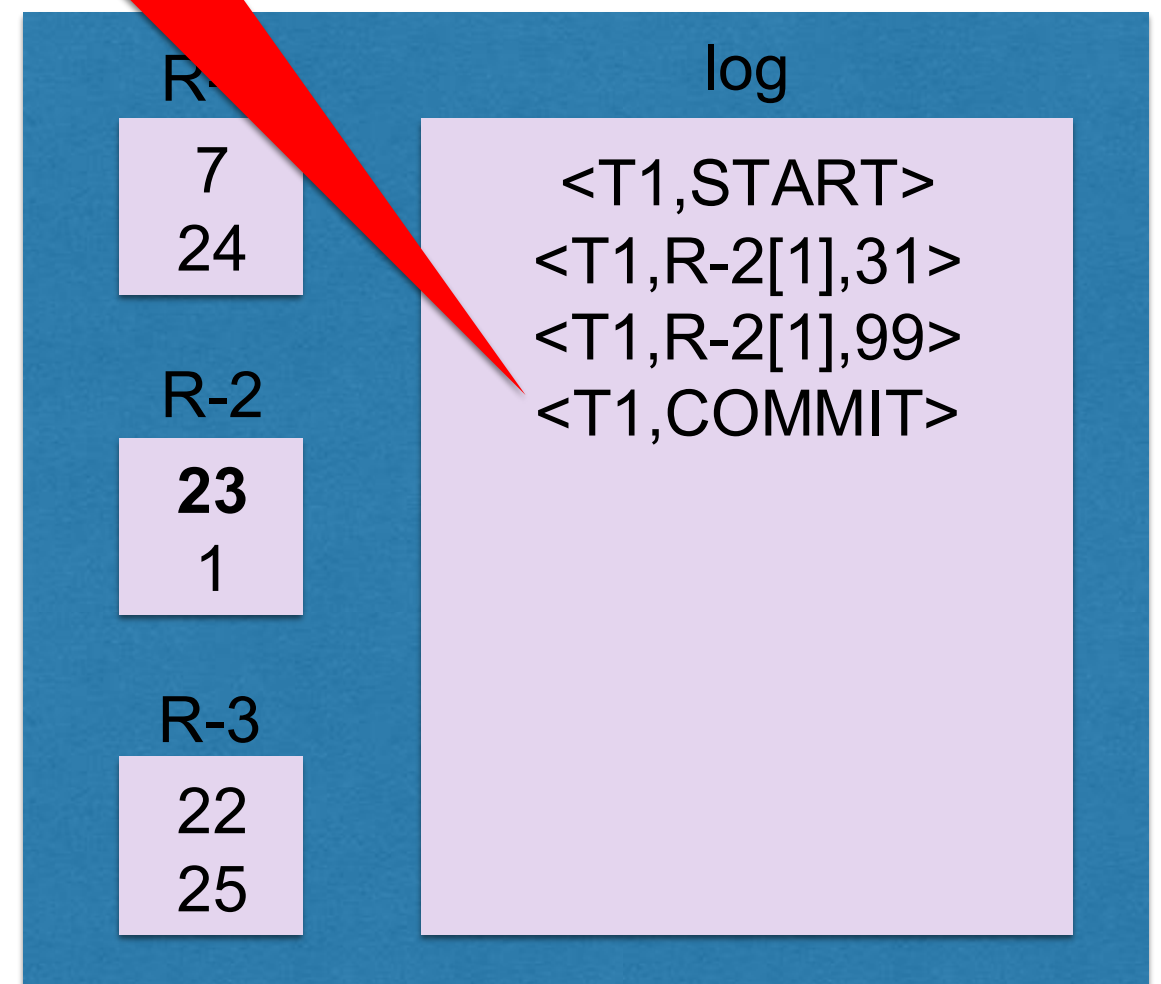 R-
7
24
R-2
23
1
R-3
22
25
log
<T1,START>
<T1,R-2[1],31>
<T1,R-2[1],99>
<T1,COMMIT>